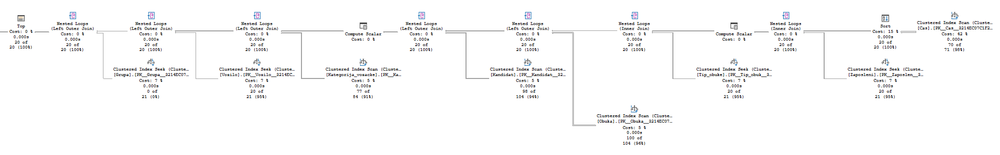 Top
Cost: 0 %
0.000s
20 of
20 (100%)
Nested Loops
(Left Outer Join)
Cost: 0 %
0.000s
20 of
20 (100%)
Nested Loops
(Left Outer Join)
Cost: 0 %
0.000s
20 of
20 (100%)
Nested Loops
(Left Outer Join)
Cost: 0 %
0.000s
20 of
20 (100%)
Compute Scalar
Cost: 0 %
Nested Loops
(Left Outer Join)
Cost: 0 %
0.000s
20 of
20 (100%)
Nested Loops
(Left Outer Join)
Cost: 0 %
0.000s
20 of
20 (100%)
Nested Loops
(Inner Join)
Cost: 0 %
0.000s
20 of
20 (100%)
Compute Scalar
Cost: 0 %
Nested Loops
(Inner Join)
Cost: 0 %
0.000s
20 of
20 (100%)
Sort
Cost: 15 %
0.000s
20 of
20 (100%)
Clustered Index Scan (Cluste…
[Cas].[PK__Cas__3214EC07C1F2…
Cost: 42 %
0.000s
70 of
71 (98%)
Clustered Index Seek (Cluste…
[Grupa].[PK__Grupa__3214EC07…
Cost: 7 %
0.000s
0 of
21 (0%)
Clustered Index Seek (Cluste…
[Vozilo].[PK__Vozilo__3214EC…
Cost: 7 %
0.000s
20 of
21 (95%)
Clustered Index Scan (Cluste…
[Kategorija_vozacke].[PK__Ka…
Cost: 5 %
0.000s
77 of
84 (91%)
Clustered Index Scan (Cluste…
[Kandidat].[PK__Kandidat__32…
Cost: 5 %
0.000s
98 of
104 (94%)
Clustered Index Seek (Cluste…
[Tip_obuke].[PK__Tip_obuk__3…
Cost: 7 %
0.000s
20 of
21 (95%)
Clustered Index Seek (Cluste…
[Zaposleni].[PK__Zaposlen__3…
Cost: 7 %
0.000s
20 of
21 (95%)
Clustered Index Scan (Cluste…
[Obuka].[PK__Obuka__3214EC07…
Cost: 5 %
0.000s
100 of
104 (96%)